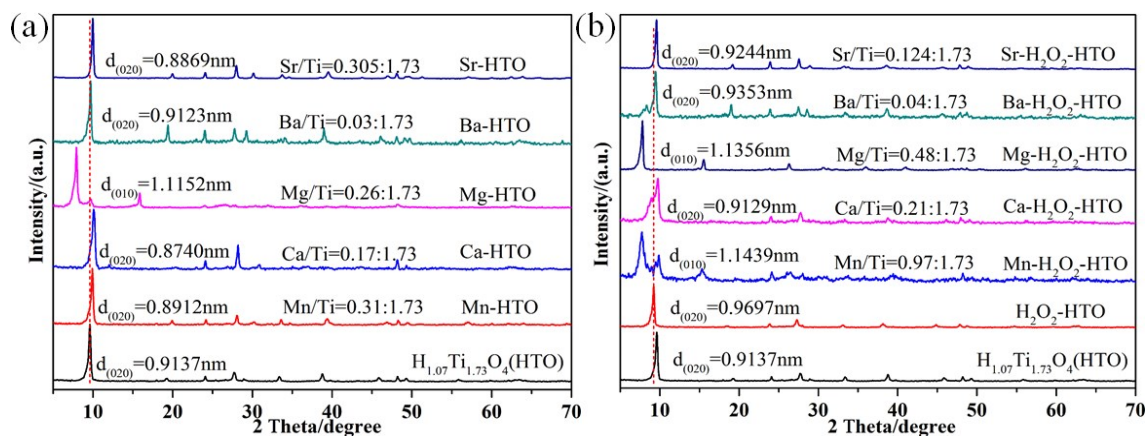 (a)
Intensity/(a.u.)
d(020)=0.8869nm Sr/Ti=0.305:1.73 Sr-HTO
d(020)=0.9123nm Ba/Ti=0.03:1.73 Ba-HTO
d(010)=1.1152nm Mg/Ti=0.26:1.73 Mg-HTO
d(020)=0.8740nm Ca/Ti=0.17:1.73 Ca-HTO
d(020)=0.8912nm Mn/Ti=0.31:1.73 Mn-HTO
d(020)=0.9137nm H1.07Ti1.73O4(HTO)
10 20 30 40 50 60 70
2 Theta/degree
(b)
Intensity/(a.u.)
d(020)=0.9244nm Sr/Ti=0.124:1.73 Sr-H2O2-HTO
d(020)=0.9353nm Ba/Ti=0.04:1.73 Ba-H2O2-HTO
d(010)=1.1356nm Mg/Ti=0.48:1.73 Mg-H2O2-HTO
d(020)=0.9129nm Ca/Ti=0.21:1.73 Ca-H2O2-HTO
d(010)=1.1439nm Mn/Ti=0.97:1.73 Mn-H2O2-HTO
d(020)=0.9697nm H2O2-HTO
d(020)=0.9137nm H1.07Ti1.73O4(HTO)
5 10 15 20 25 30 35 40 45 50 55 60 65 70
2 Theta/degree